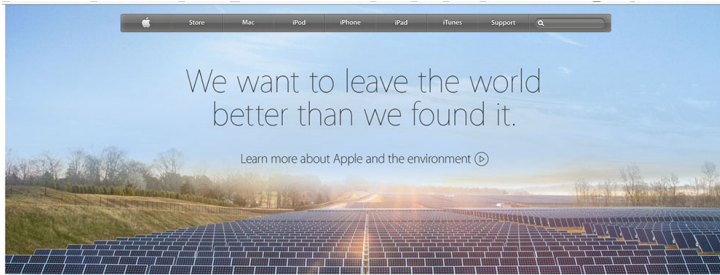 Store Mac iPod iPhone iPad iTunes Support
We want to leave the world
better than we found it.
Learn more about Apple and the environment